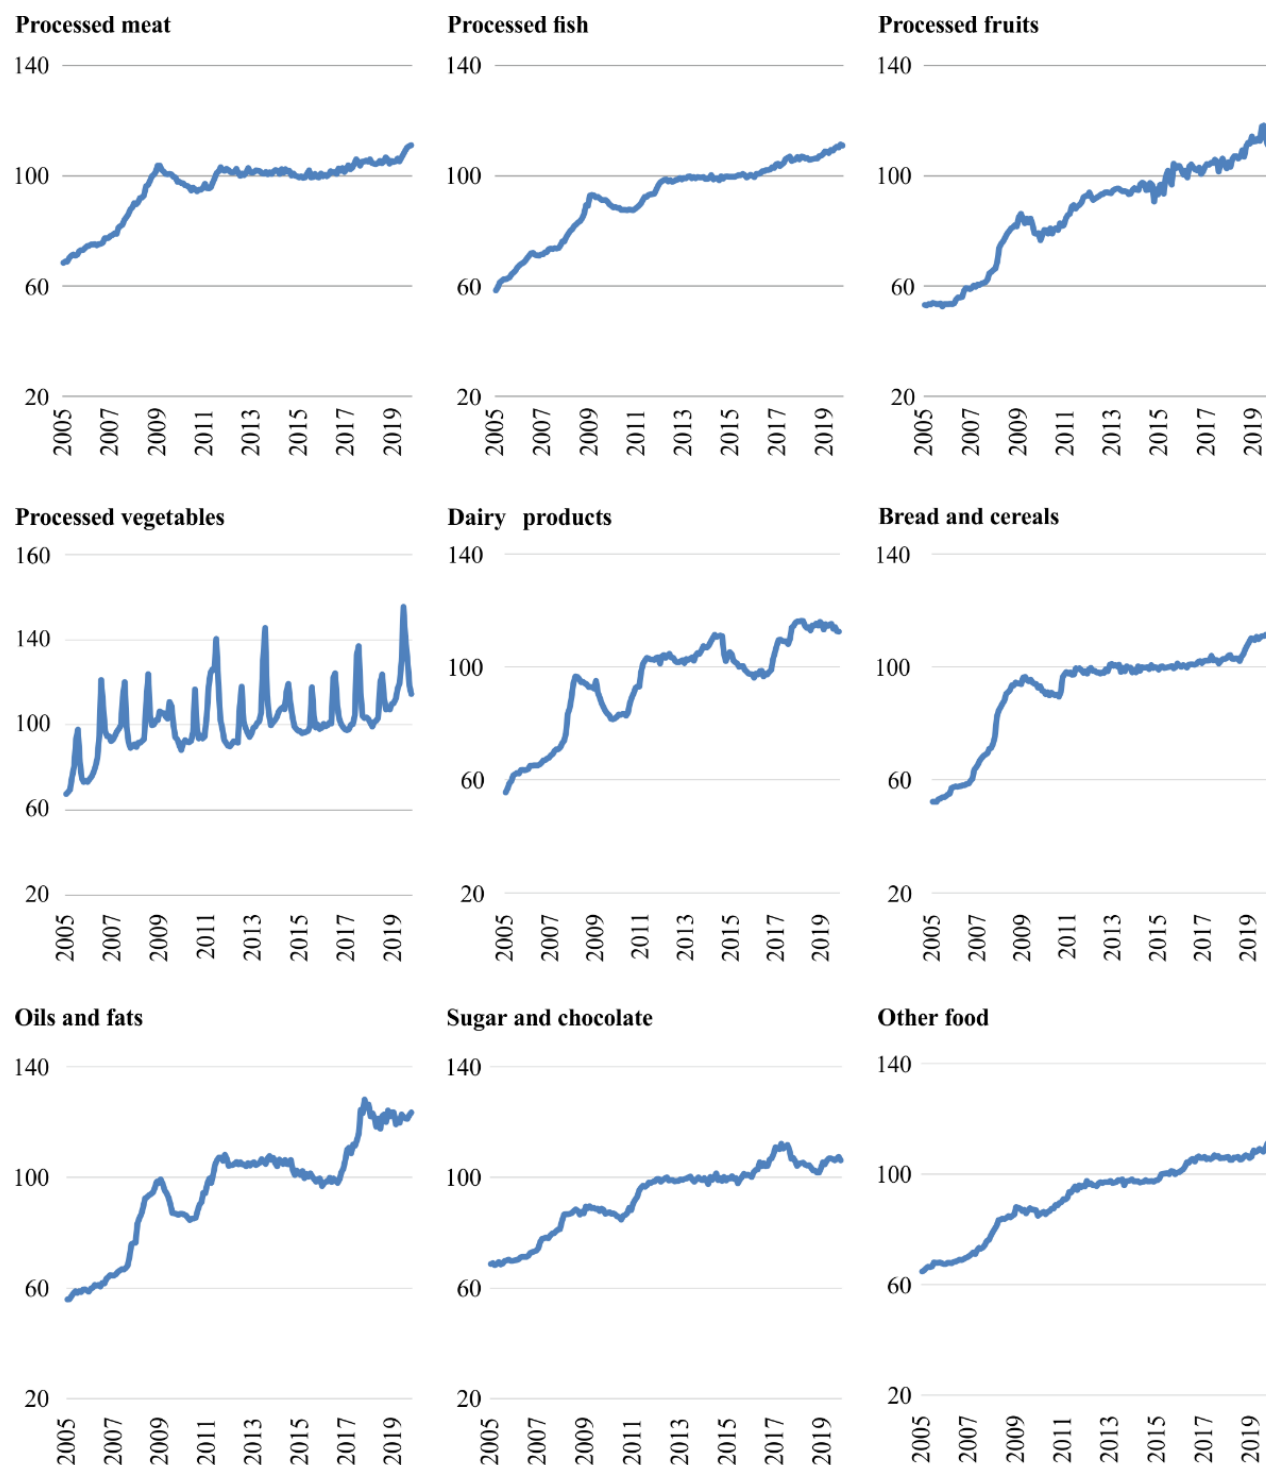 Processed meat
140
100
60
20
2005 2007 2009 2011 2013 2015 2017 2019
Processed fish
140
100
60
20
2005 2007 2009 2011 2013 2015 2017 2019
Processed fruits
140
100
60
20
2005 2007 2009 2011 2013 2015 2017 2019
Processed vegetables
160
140
100
60
20
2005 2007 2009 2011 2013 2015 2017 2019
Dairy products
140
100
60
20
2005 2007 2009 2011 2013 2015 2017 2019
Bread and cereals
140
100
60
20
2005 2007 2009 2011 2013 2015 2017 2019
Oils and fats
140
100
60
20
2005 2007 2009 2011 2013 2015 2017 2019
Sugar and chocolate
140
100
60
20
2005 2007 2009 2011 2013 2015 2017 2019
Other food
140
100
60
20
2005 2007 2009 2011 2013 2015 2017 2019